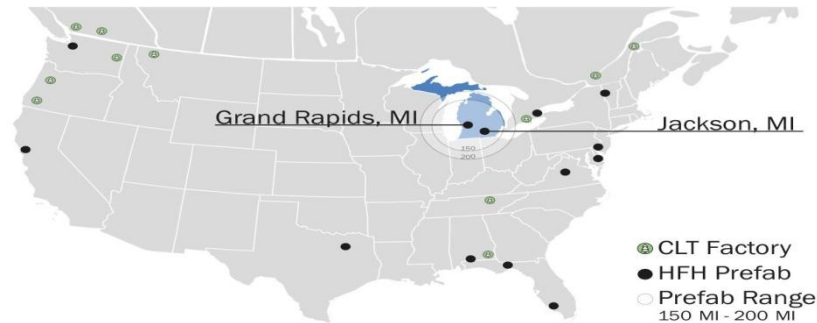 Grand Rapids, MI
Jackson, MI
150
200
CLT Factory
HFH Prefab
Prefab Range
150 MI - 200 MI